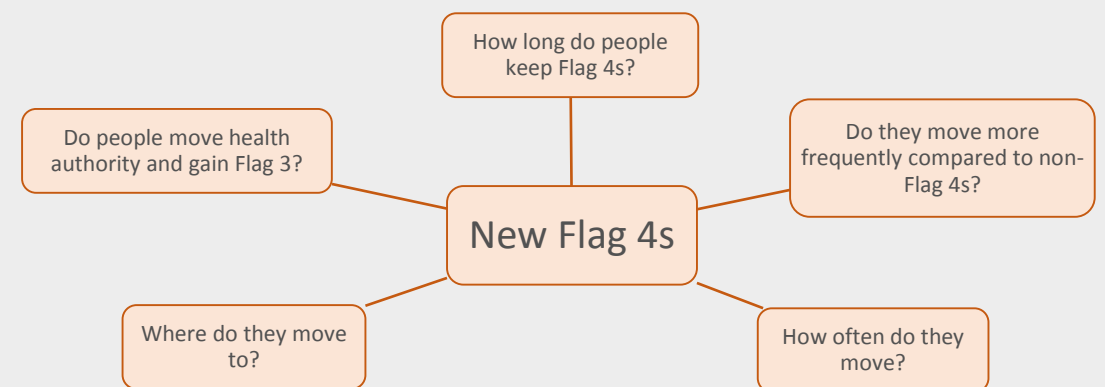 How long do people
keep Flag 4s?
Do people move health
authority and gain Flag 3?
Do they move more
frequently compared to non-
Flag 4s?
New Flag 4s
Where do they move
to?
How often do they
move?